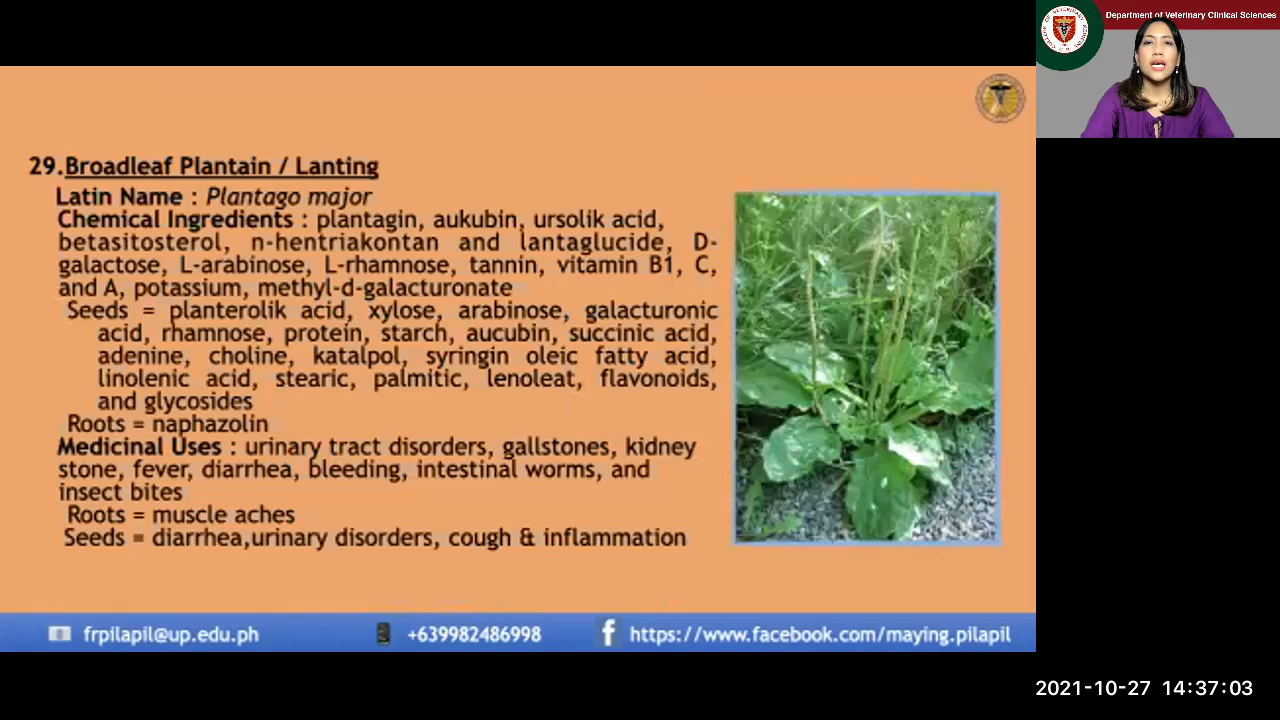 Department of Veterinary Clinical Sciences
29.Broadleaf Plantain / Lanting
Latin Name : Plantago major
Chemical Ingredients : plantagin, aukubin, ursolik acid,
betasitosterol, n-hentriakontan and lantaglucide, D-
galactose, L-arabinose, L-rhamnose, tannin, vitamin B1, C,
and A, potassium, methyl-d-galacturonate
Seeds = planterolik acid, xylose, arabinose, galacturonic
acid, rhamnose, protein, starch, aucubin, succinic acid,
adenine, choline, katalpol, syringin oleic fatty acid,
linolenic acid, stearic, palmitic, lenoleat, flavonoids,
and glycosides
Roots = naphazolin
Medicinal Uses : urinary tract disorders, gallstones, kidney
stone, fever, diarrhea, bleeding, intestinal worms, and
insect bites
Roots = muscle aches
Seeds = diarrhea,urinary disorders, cough & inflammation
frpilapil@up.edu.ph
+639982486998
https://www.facebook.com/maying.pilapil
2021-10-27 14:37:03